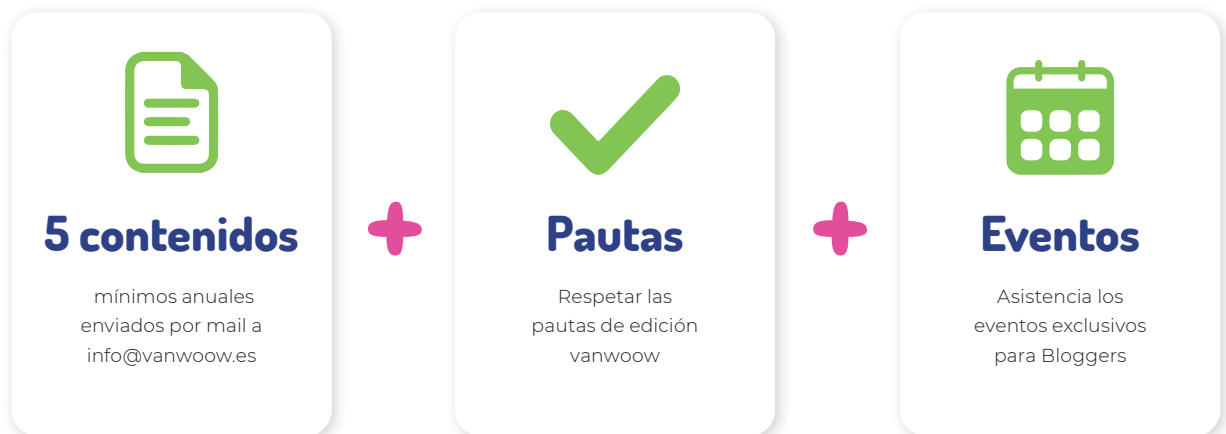 5 contenidos
mínimos anuales
enviados por mail a
info@vanwoow.es
Pautas
Respetar las
pautas de edición
vanwoow
Eventos
Asistencia los
eventos exclusivos
para Bloggers